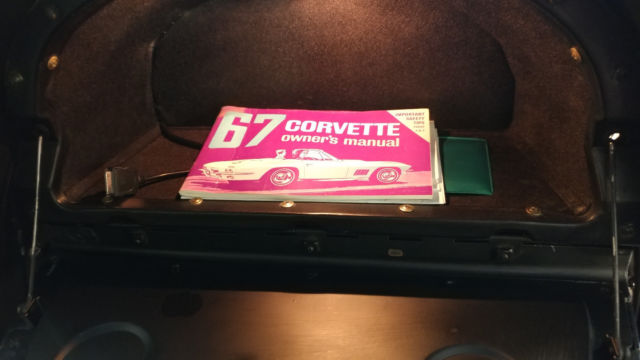 67 CORVETTE
owner's manual
IMPORTANT
SAFETY
TIPS